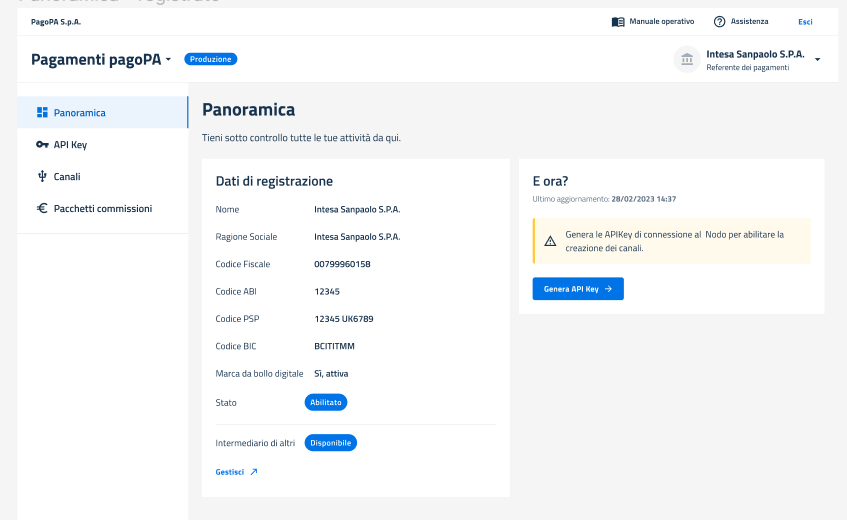 Panoramica - registrato
PagoPA S.p.A.
Manuale operativo
Assistenza
Esci
Pagamenti pagoPA
Produzione
Intesa Sanpaolo S.P.A.
Referente dei pagamenti
Panoramica
API Key
Canali
Pacchetti commissioni
Panoramica
Tieni sotto controllo tutte le tue attività da qui.
Dati di registrazione
Nome Intesa Sanpaolo S.P.A.
Ragione Sociale Intesa Sanpaolo S.P.A.
Codice Fiscale 00799960158
Codice ABI 12345
Codice PSP 12345 UK6789
Codice BIC BCITITMM
Marca da bollo digitale Sì, attiva
Stato Abilitato
Intermediario di altri Disponibile
Gestisci
E ora?
Ultimo aggiornamento: 28/02/2023 14:37
Genera le APIKey di connessione al Nodo per abilitare la
creazione dei canali.
Genera API Key